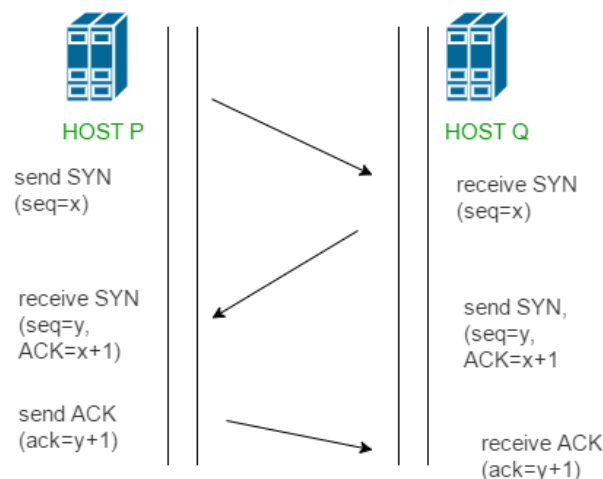 HOST P
HOST Q
send SYN
(seq=x)
receive SYN
(seq=x)
receive SYN
(seq=y,
ACK=x+1)
send SYN,
(seq=y,
ACK=x+1
send ACK
(ack=y+1)
receive ACK
(ack=y+1)